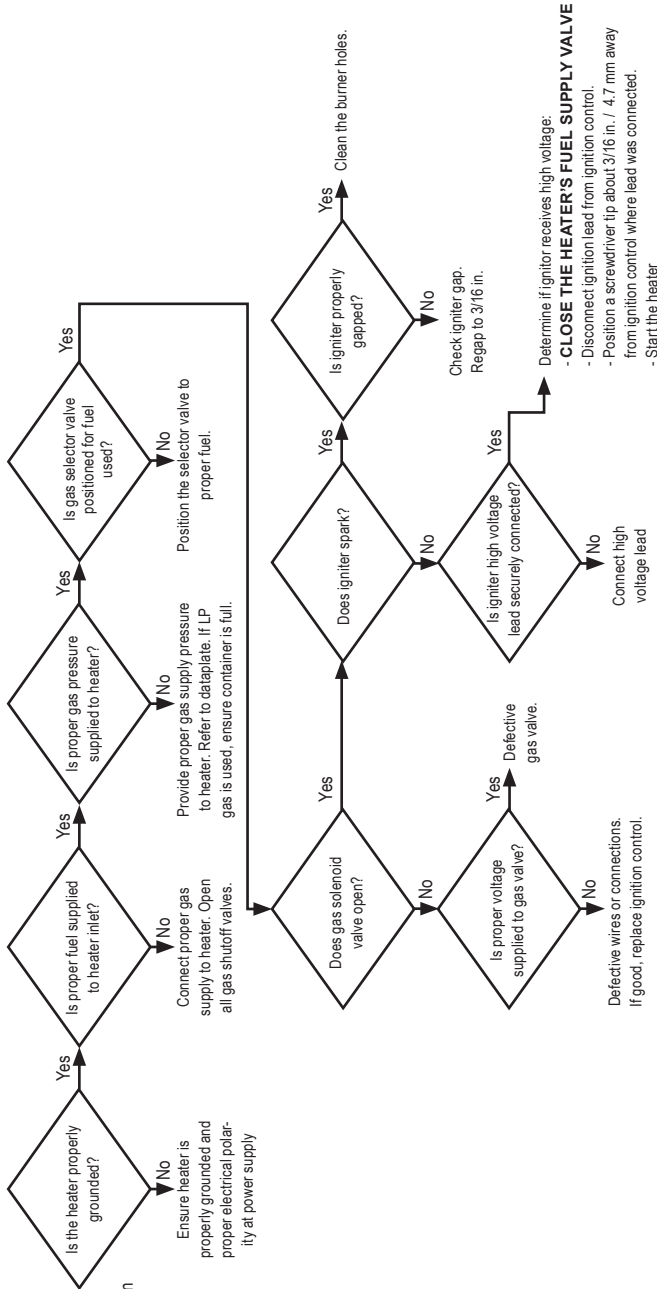 n
Is the heater properly
grounded?
Yes
No
Ensure heater is
properly grounded and
proper electrical polar-
ity at power supply
Is proper fuel supplied
to heater inlet?
Yes
No
Connect proper gas
supply to heater. Open
all gas shutoff valves.
Is proper gas pressure
supplied to heater?
Yes
No
Provide proper gas supply pressure
to heater. Refer to dataplate. If LP
gas is used, ensure container is full.
Is gas selector valve
positioned for fuel
used?
Yes
No
Position the selector valve to
proper fuel.
Does gas solenoid
valve open?
Yes
No
Is proper voltage
supplied to gas valve?
Yes
Defective
gas valve.
No
Defective wires or connections.
If good, replace ignition control.
Does igniter spark?
Yes
No
Is igniter properly
gapped?
Yes
Clean the burner holes.
No
Check igniter gap.
Regap to 3/16 in.
Is igniter high voltage
lead securely connected?
Yes
No
Connect high
voltage lead
Determine if ignitor receives high voltage:
- CLOSE THE HEATER'S FUEL SUPPLY VALVE
- Disconnect ignition lead from ignition control.
- Position a screwdriver tip about 3/16 in. / 4.7 mm away
from ignition control where lead was connected.
- Start the heater